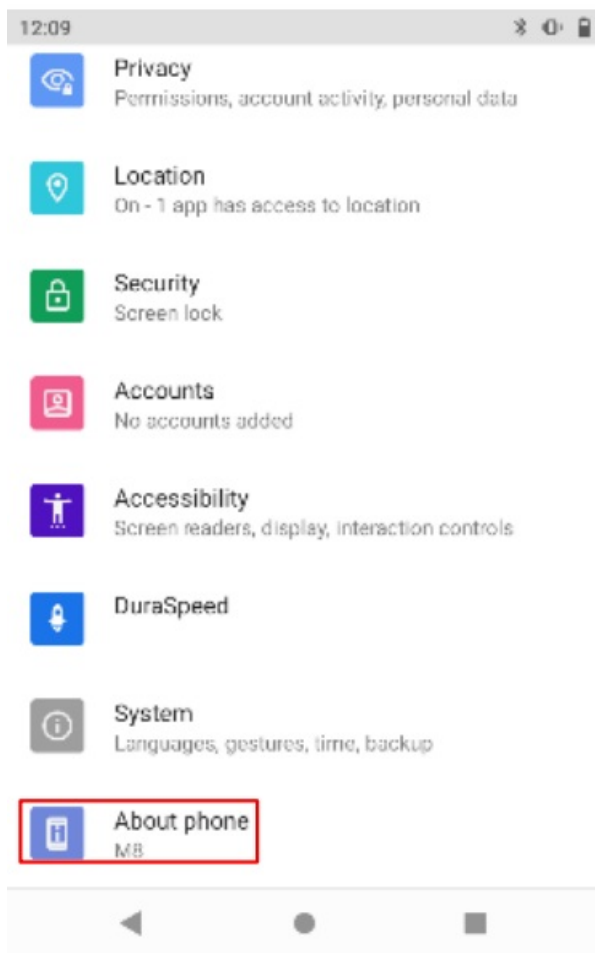 12:09
Privacy
Permissions, account activity, personal data
Location
On - 1 app has access to location
Security
Screen lock
Accounts
No accounts added
Accessibility
Screen readers, display, interaction controls
DuraSpeed
System
Languages, gestures, time, backup
About phone
M8